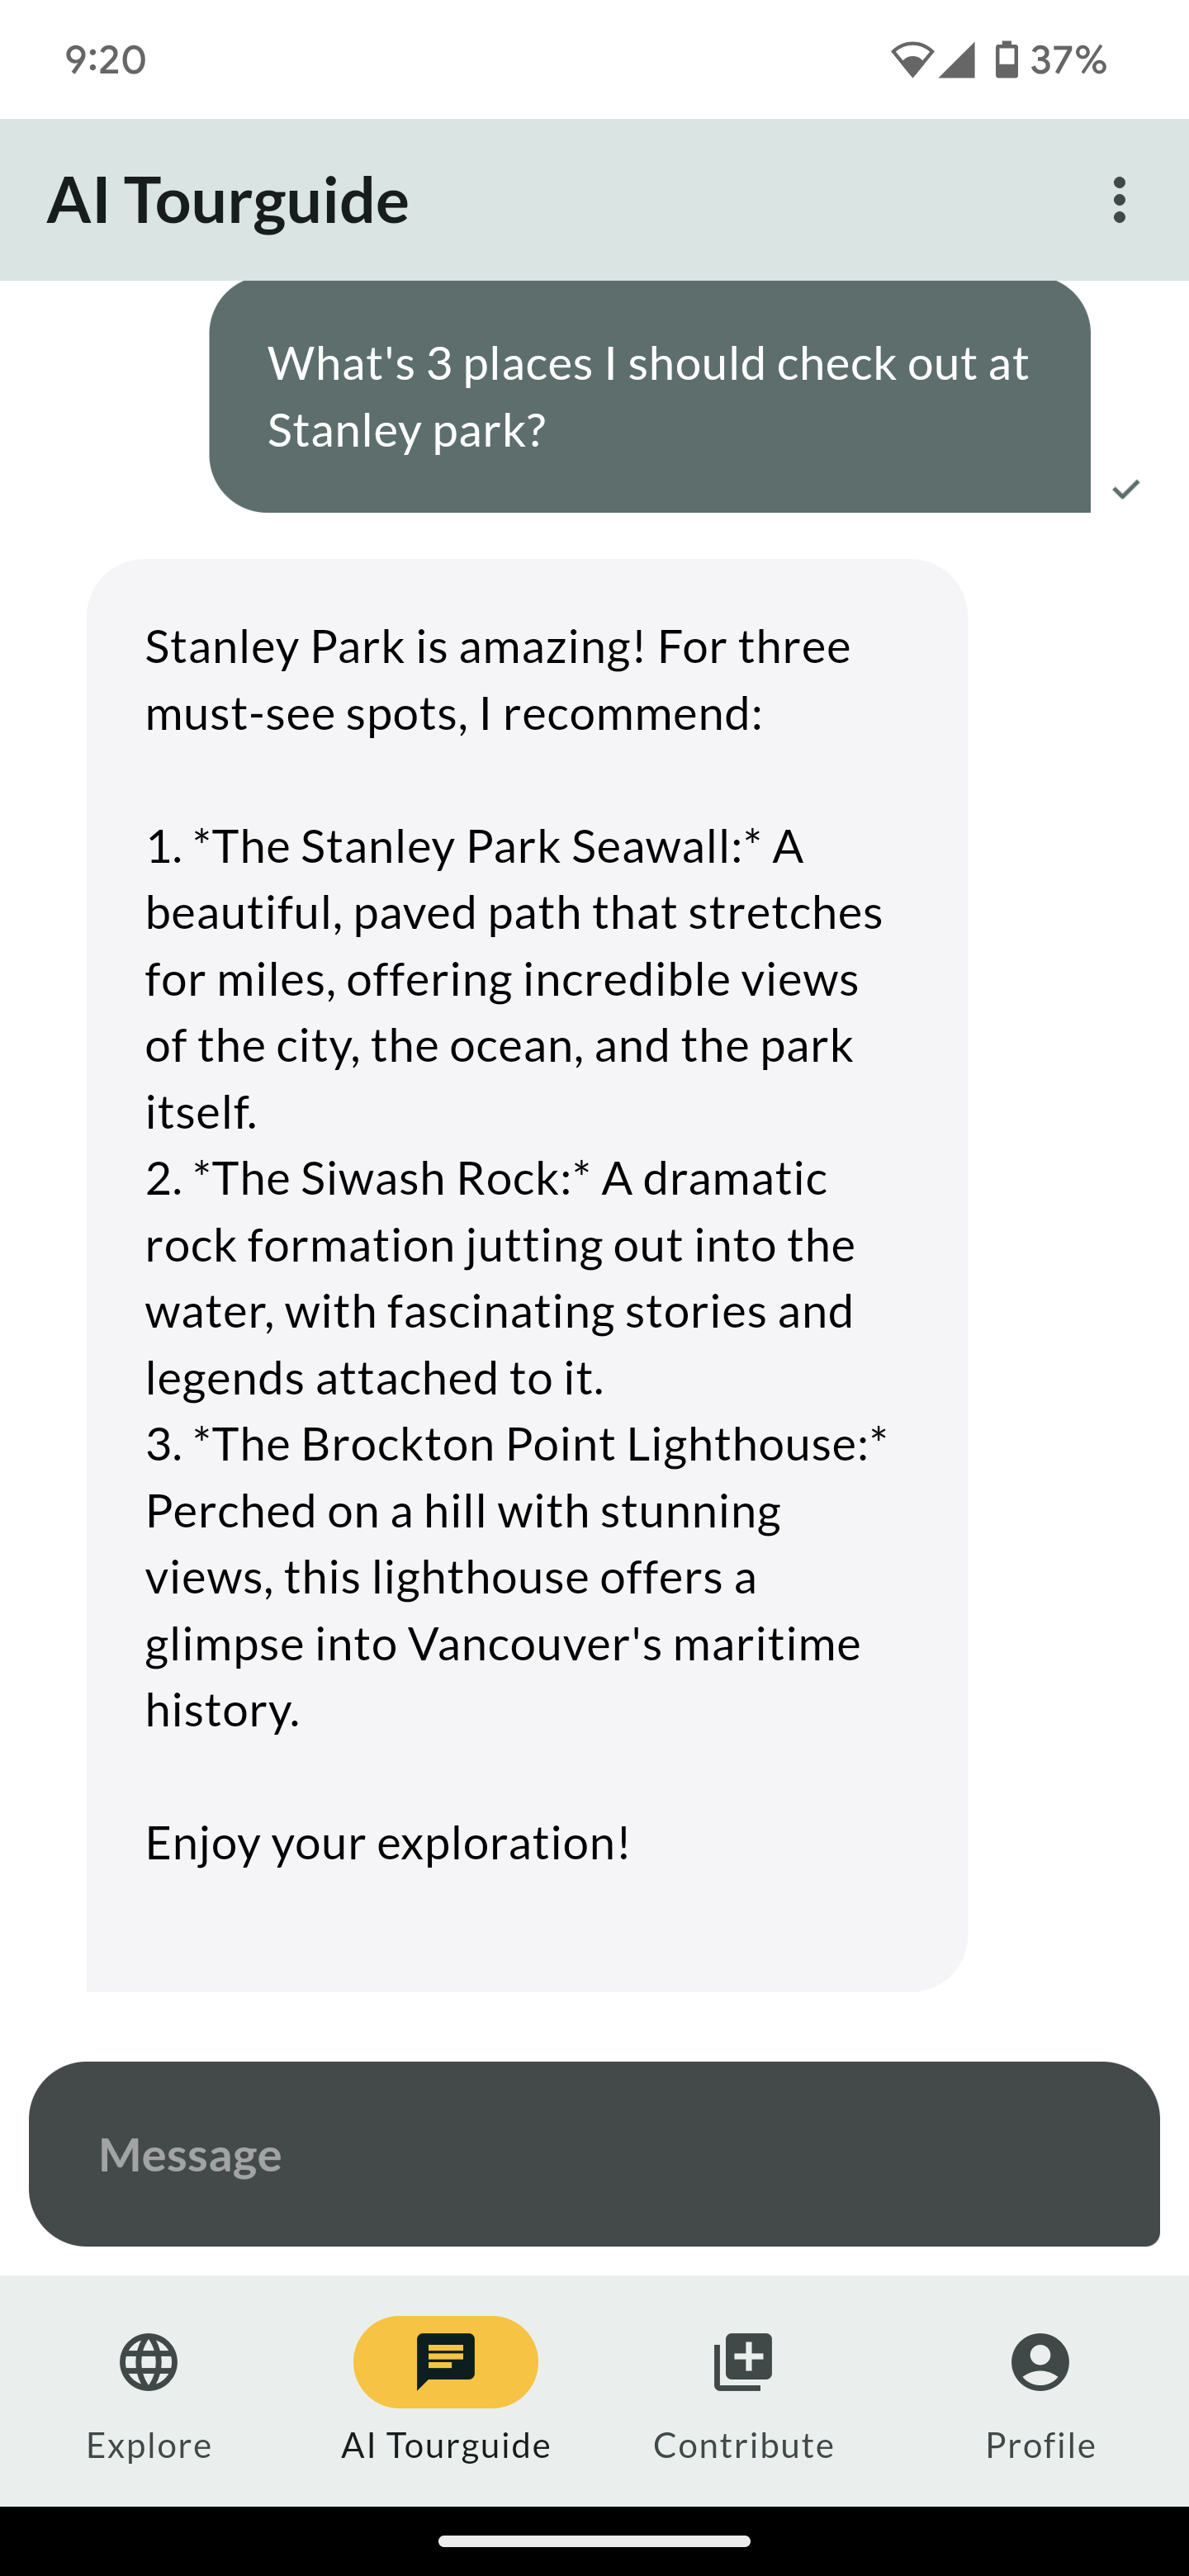 9:20
37%
AI Tourguide
What's 3 places I should check out at
Stanley park?
Stanley Park is amazing! For three
must-see spots, I recommend:
1. *The Stanley Park Seawall:* A
beautiful, paved path that stretches
for miles, offering incredible views
of the city, the ocean, and the park
itself.
2. *The Siwash Rock:* A dramatic
rock formation jutting out into the
water, with fascinating stories and
legends attached to it.
3. *The Brockton Point Lighthouse:*
Perched on a hill with stunning
views, this lighthouse offers a
glimpse into Vancouver's maritime
history.
Enjoy your exploration!
Message
Explore
AI Tourguide
Contribute
Profile